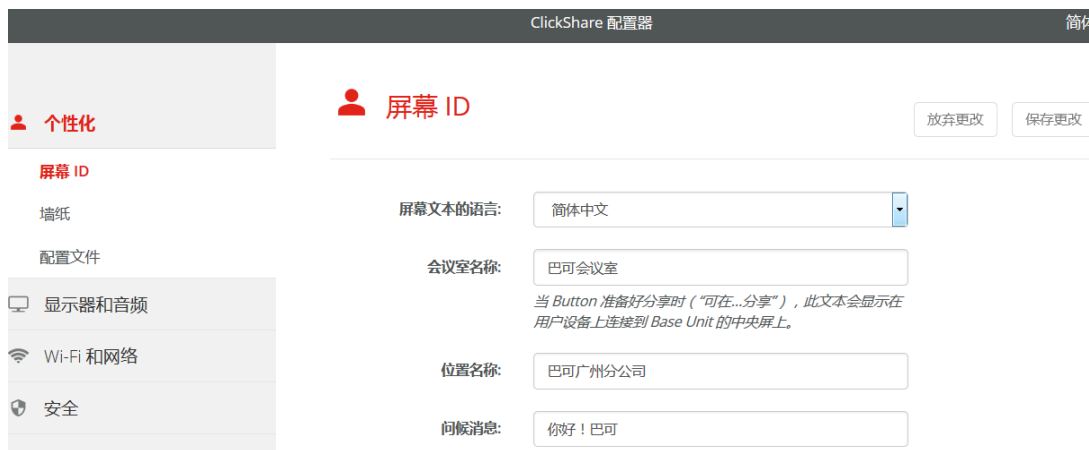 ClickShare 配置器
个性化
屏幕 ID
墙纸
配置文件
显示器和音频
Wi-Fi 和网络
安全
屏幕 ID
放弃更改
保存更改
屏幕文本的语言:
简体中文
会议室名称:
巴可会议室
当 Button 准备好分享时（“可在...分享”），此文本会显示在
用户设备上连接到 Base Unit 的中央屏上。
位置名称:
巴可广州分公司
问候消息:
你好！巴可